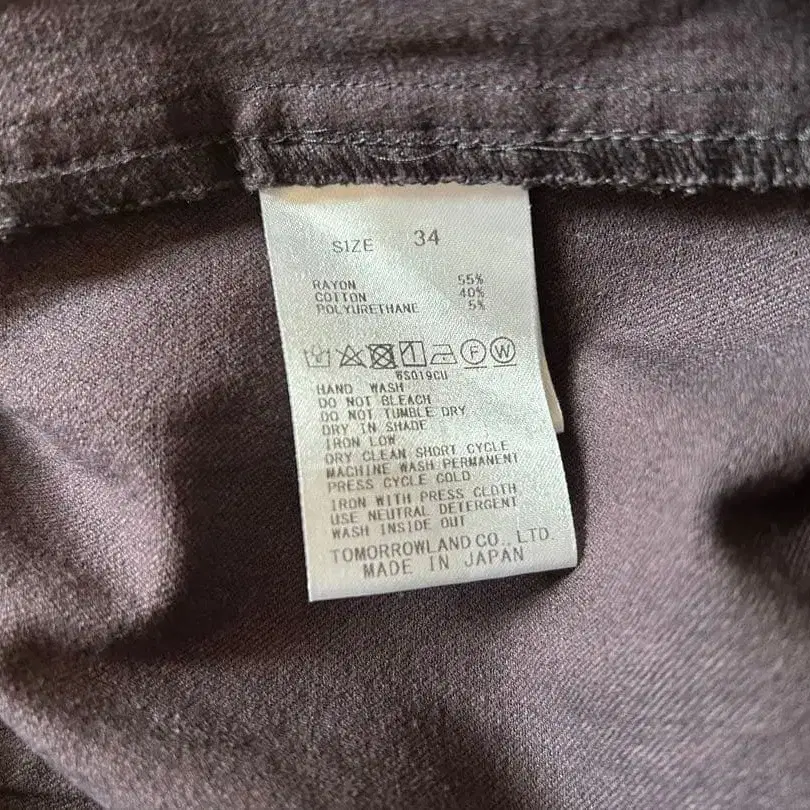 SIZE 34
RAYON 55%
COTTON 40%
POLYURETHANE 5%
F W
WS019CU
HAND WASH
DO NOT BLEACH
DO NOT TUMBLE DRY
DRY IN SHADE
IRON LOW
DRY CLEAN SHORT CYCLE
MACHINE WASH PERMANENT
PRESS CYCLE COLD
IRON WITH PRESS CLOTH
USE NEUTRAL DETERGENT
WASH INSIDE OUT
TOMORROWLAND CO., LTD.
MADE IN JAPAN